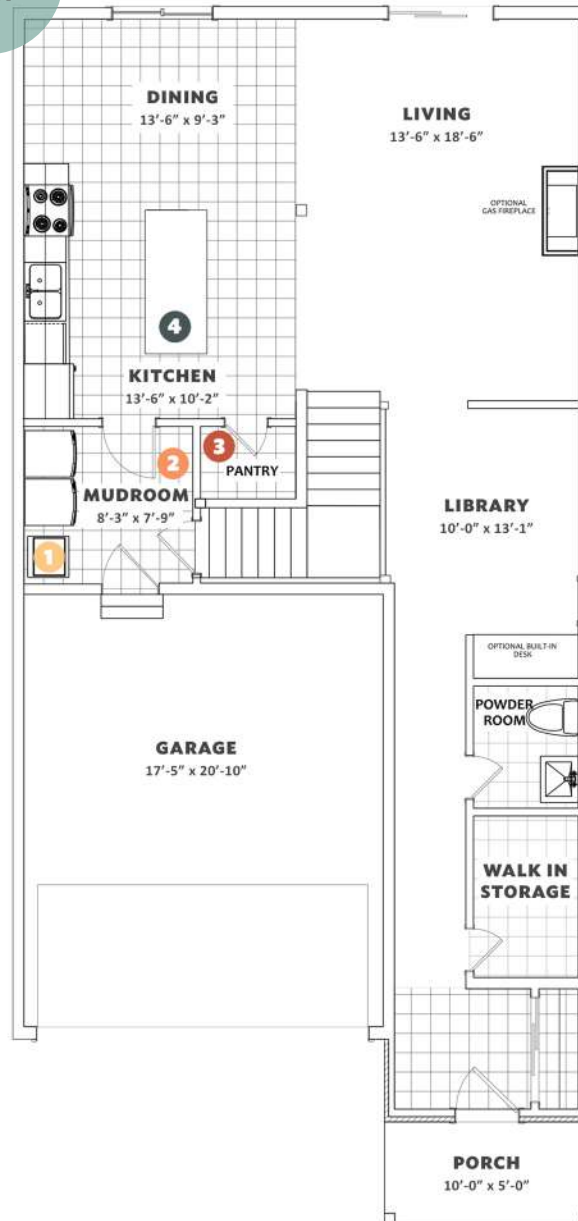 DINING
13'-6" x 9'-3"
LIVING
13'-6" x 18'-6"
OPTIONAL
GAS FIREPLACE
4
KITCHEN
13'-6" x 10'-2"
3
PANTRY
2
MUDROOM
8'-3" x 7'-9"
1
LIBRARY
10'-0" x 13'-1"
OPTIONAL BUILT-IN
DESK
POWDER
ROOM
GARAGE
17'-5" x 20'-10"
WALK IN
STORAGE
PORCH
10'-0" x 5'-0"